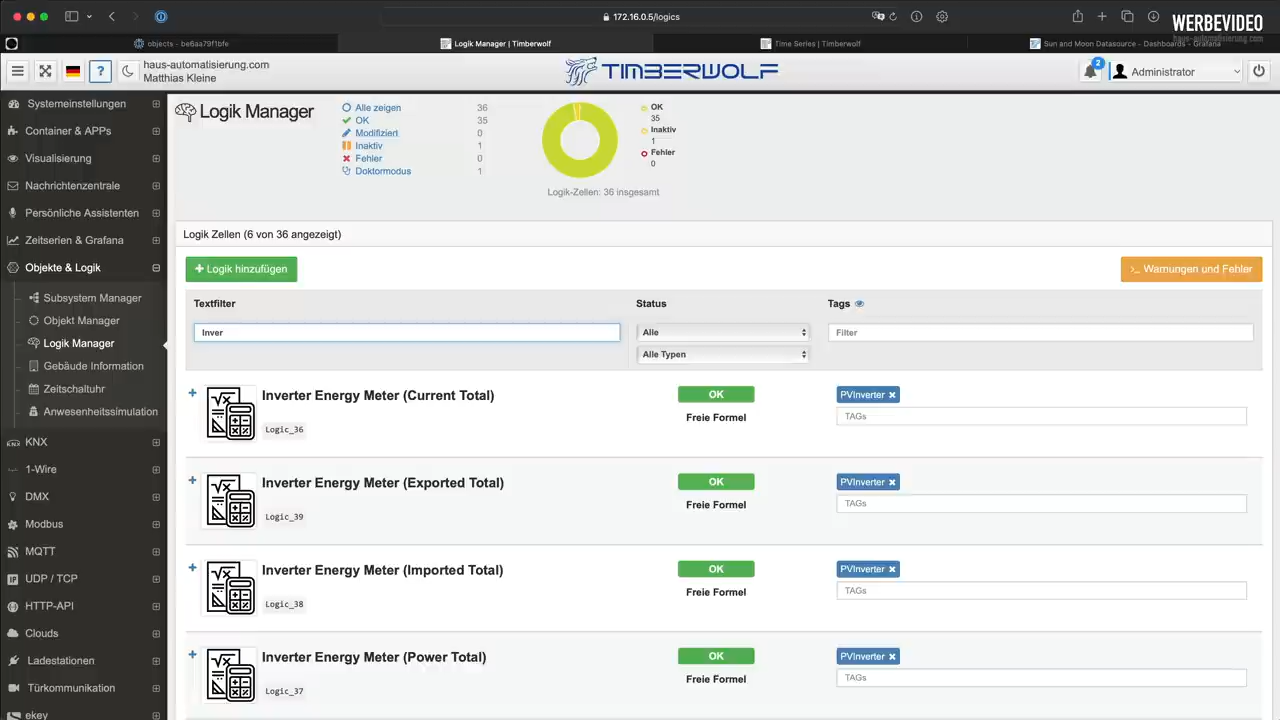 172.16.0.5/logics
WERBEVIDEO
haus-automatisierung.com
objects - be6aa79f1bfe
Logik Manager | Timberwolf
Time Series | Timberwolf
Sun and Moon Datasource - Dashboards - Grafana
haus-automatisierung.com
Matthias Kleine
TIMBERWOLF
2
Administrator
Systemeinstellungen
Container & APPs
Visualisierung
Nachrichtenzentrale
Persönliche Assistenten
Zeitserien & Grafana
Objekte & Logik
Subsystem Manager
Objekt Manager
Logik Manager
Gebäude Information
Zeitschaltuhr
Anwesenheitssimulation
KNX
1-Wire
DMX
Modbus
MQTT
UDP / TCP
HTTP-API
Clouds
Ladestationen
Türkommunikation
ekey
Logik Manager
Alle zeigen 36
OK 35
Modifiziert 0
Inaktiv 1
Fehler 0
Doktormodus 1
OK
35
Inaktiv
1
Fehler
0
Logik-Zellen: 36 insgesamt
Logik Zellen (6 von 36 angezeigt)
+ Logik hinzufügen
>_ Warnungen und Fehler
Textfilter
Status
Tags
Inver
Alle
Filter
Alle Typen
Inverter Energy Meter (Current Total)
Logic_36
OK
Freie Formel
PVInverter ×
TAGs
Inverter Energy Meter (Exported Total)
Logic_39
OK
Freie Formel
PVInverter ×
TAGs
Inverter Energy Meter (Imported Total)
Logic_38
OK
Freie Formel
PVInverter ×
TAGs
Inverter Energy Meter (Power Total)
Logic_37
OK
Freie Formel
PVInverter ×
TAGs